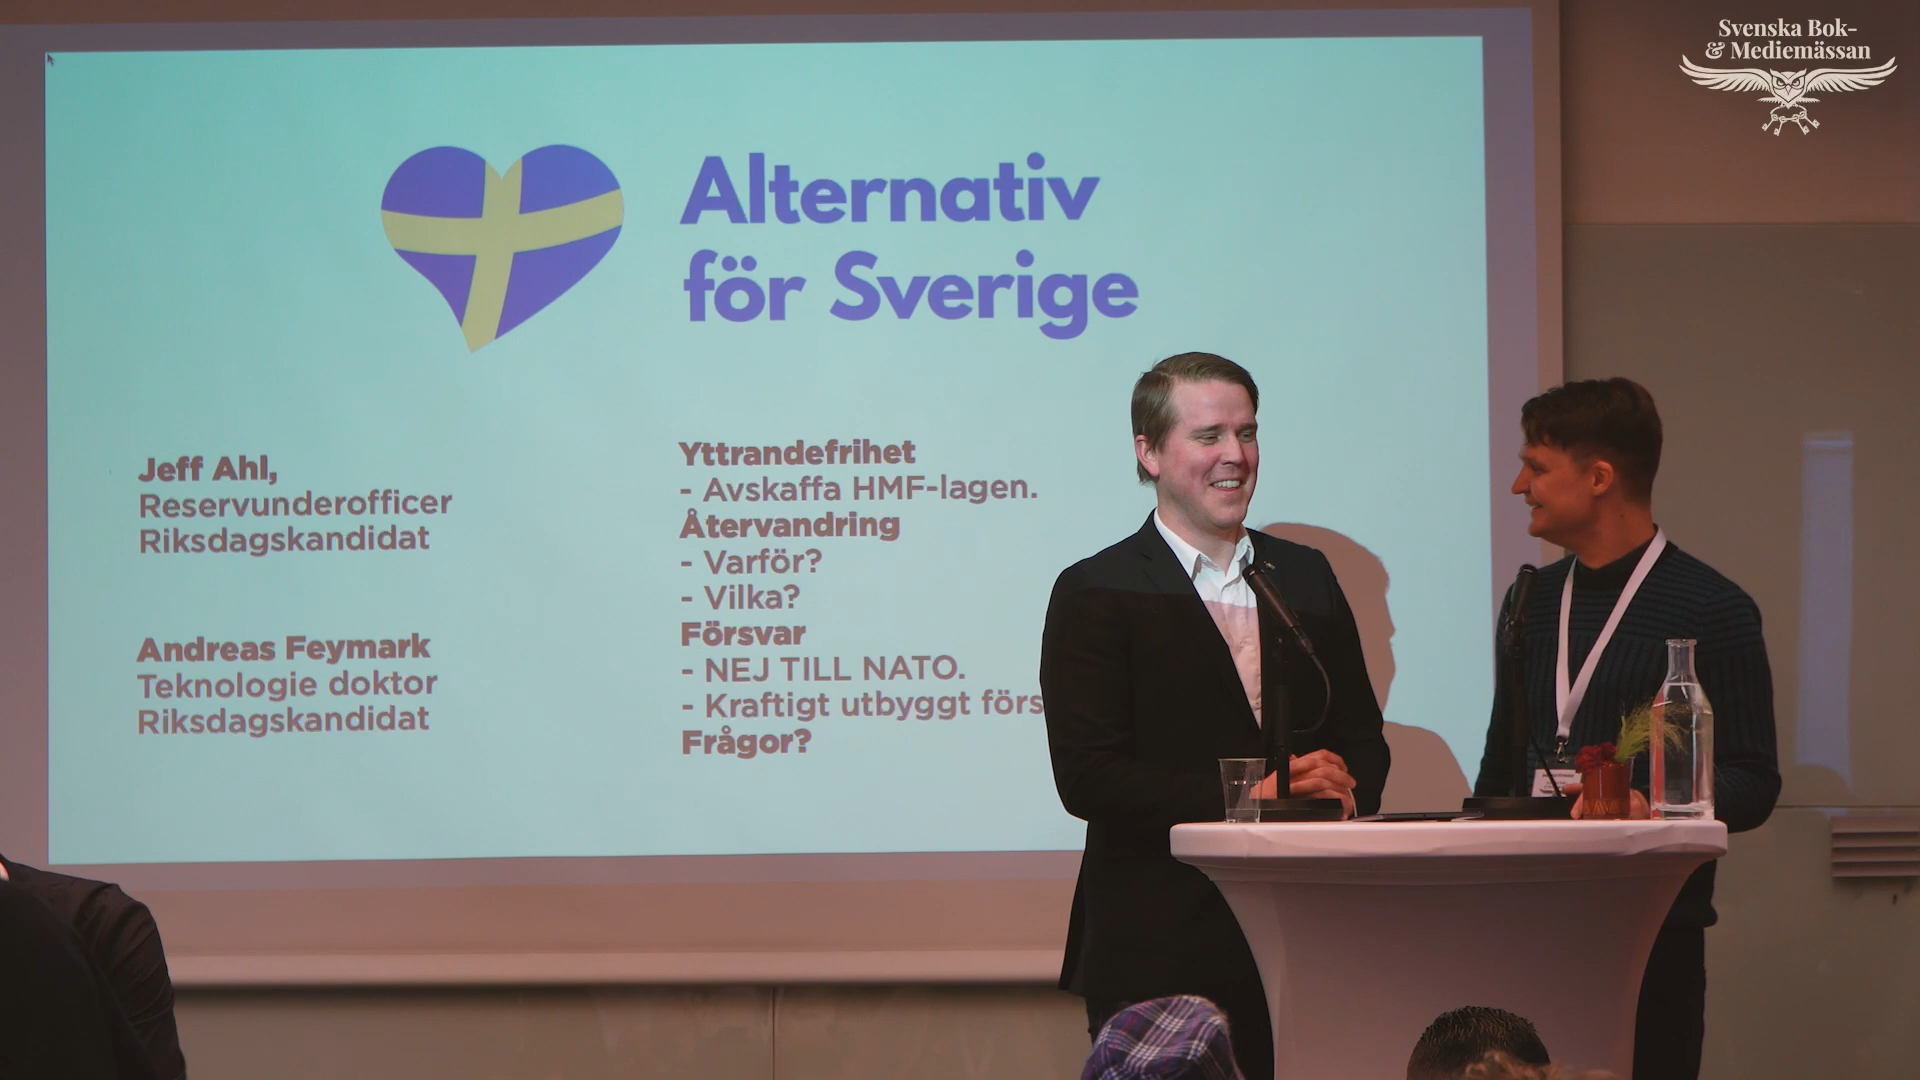 Svenska Bok-
& Mediemässan
Alternativ
för Sverige
Jeff Ahl,
Reservunderofficer
Riksdagskandidat
Andreas Feymark
Teknologie doktor
Riksdagskandidat
Yttrandefrihet
- Avskaffa HMF-lagen.
Återvandring
- Varför?
- Vilka?
Försvar
- NEJ TILL NATO.
- Kraftigt utbyggt förs
Frågor?